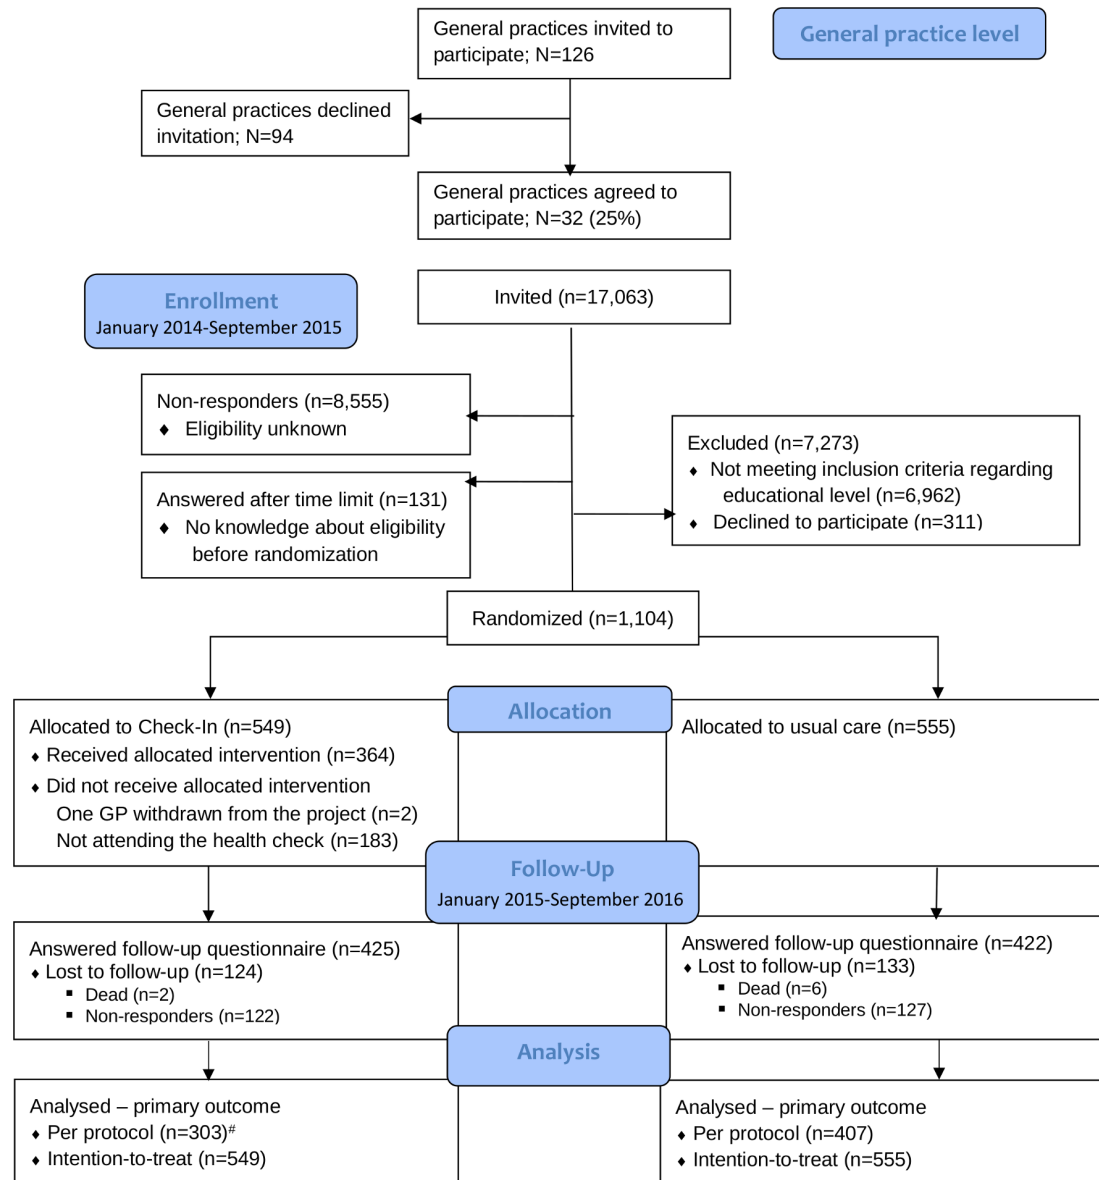 General practices invited to
participate; N=126
General practice level
General practices declined
invitation; N=94
General practices agreed to
participate; N=32 (25%)
Invited (n=17,063)
Enrollment
January 2014-September 2015
Non-responders (n=8,555)
♦ Eligibility unknown
Excluded (n=7,273)
♦ Not meeting inclusion criteria regarding
educational level (n=6,962)
♦ Declined to participate (n=311)
Answered after time limit (n=131)
♦ No knowledge about eligibility
before randomization
Randomized (n=1,104)
Allocation
Allocated to Check-In (n=549)
♦ Received allocated intervention (n=364)
♦ Did not receive allocated intervention
One GP withdrawn from the project (n=2)
Not attending the health check (n=183)
Allocated to usual care (n=555)
Follow-Up
January 2015-September 2016
Answered follow-up questionnaire (n=425)
♦ Lost to follow-up (n=124)
▪ Dead (n=2)
▪ Non-responders (n=122)
Answered follow-up questionnaire (n=422)
♦ Lost to follow-up (n=133)
▪ Dead (n=6)
▪ Non-responders (n=127)
Analysis
Analysed – primary outcome
♦ Per protocol (n=303)#
♦ Intention-to-treat (n=549)
Analysed – primary outcome
♦ Per protocol (n=407)
♦ Intention-to-treat (n=555)